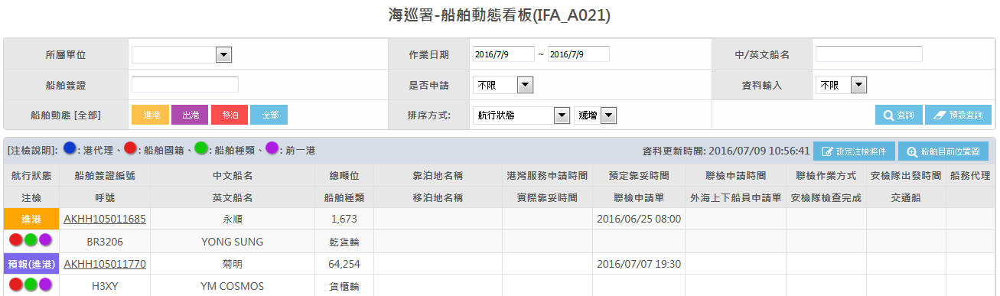 海巡署-船舶動態看板(IFA_A021)
所屬單位 作業日期 2016/7/9 ~ 2016/7/9 中/英文船名
船舶簽證 是否申請 不限 資料輸入 不限
船舶動態 [全部] 進港 出港 移泊 全部 排序方式: 航行狀態 遞增 查詢 預設查詢
[注檢說明]: : 港代理、 : 船舶國籍、 : 船舶種類、 : 前一港 資料更新時間: 2016/07/09 10:56:41 設定注檢條件 船舶目前位置圖
航行狀態 船舶簽證編號 中文船名 總噸位 靠泊地名稱 港灣服務申請時間 預定靠妥時間 聯檢申請時間 聯檢作業方式 安檢隊出發時間 船務代理
注檢 呼號 英文船名 船舶種類 移泊地名稱 實際靠妥時間 聯檢申請單 外海上下船員申請單 安檢隊檢查完成 交通船
進港 AKHH105011685 永順 1,673 2016/06/25 08:00
BR3206 YONG SUNG 乾貨輪
預報(進港) AKHH105011770 菊明 64,254 2016/07/07 19:30
H3XY YM COSMOS 貨櫃輪